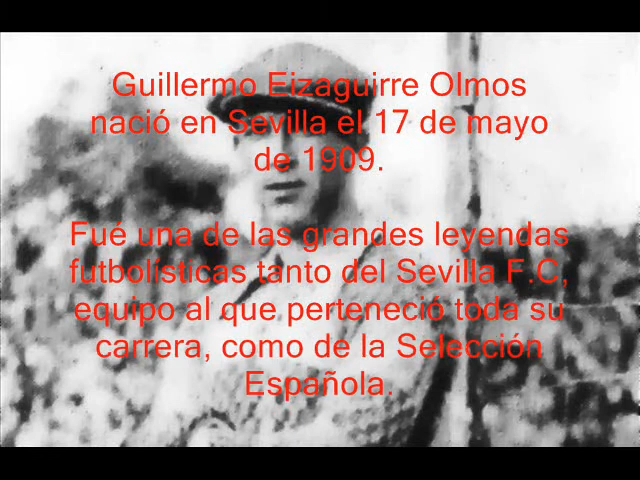 Guillermo Eizaguirre Olmos
nació en Sevilla el 17 de mayo
de 1909.
Fué una de las grandes leyendas
futbolísticas tanto del Sevilla F.C,
equipo al que perteneció toda su
carrera, como de la Selección
Española.